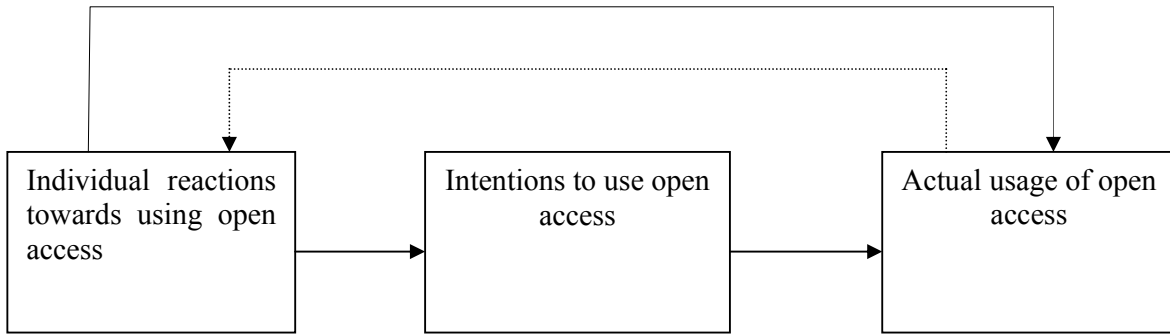 Individual reactions
towards using open
access
Intentions to use open
access
Actual usage of open
access